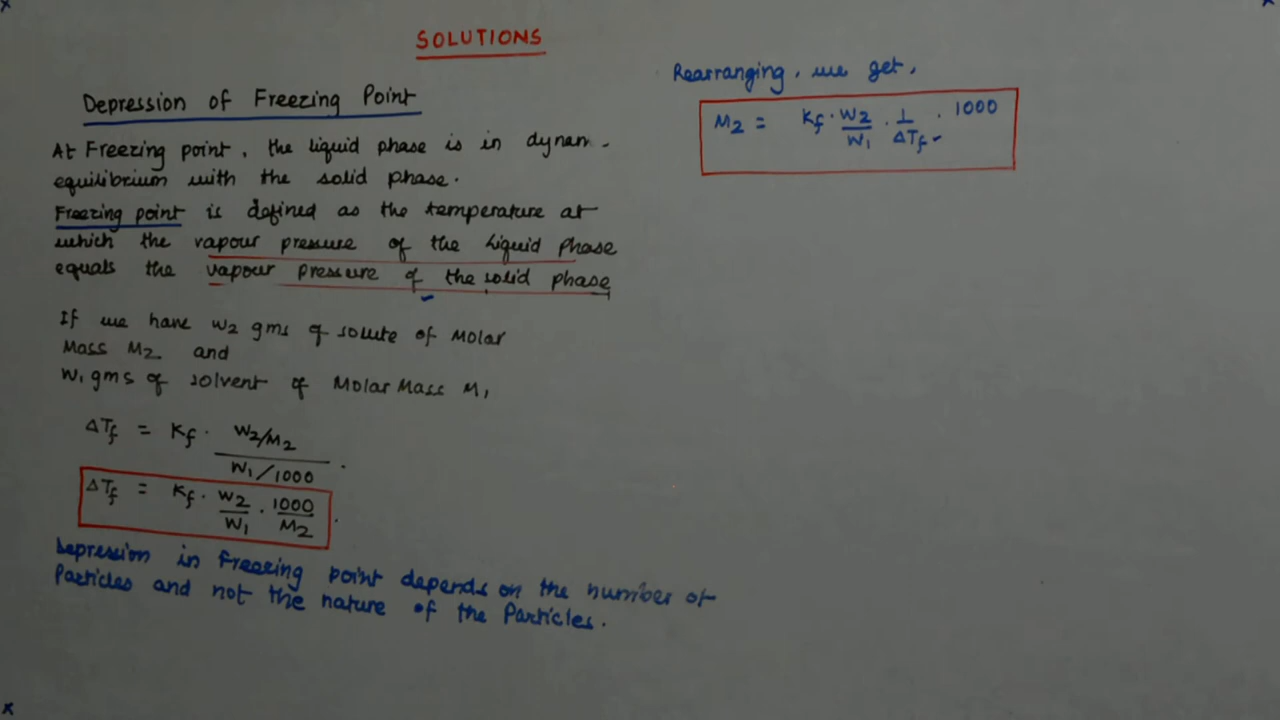 SOLUTIONS
Depression of Freezing Point
At Freezing point, the liquid phase is in dynam
equilibrium with the solid phase.
Freezing point is defined as the temperature at
which the vapour pressure of the liquid phase
equals the vapour pressure of the solid phase
If we have W2 gms of solute of Molar
Mass M2 and
W1 gms of solvent of Molar Mass M1
ΔTf = Kf · W2/M2
W1/1000
ΔTf = Kf · W2/W1 · 1000/M2
Depression in Freezing point depends on the number of
Particles and not the nature of the Particles.
Rearranging, we get,
M2 = Kf · W2/W1 · 1/ΔTf · 1000